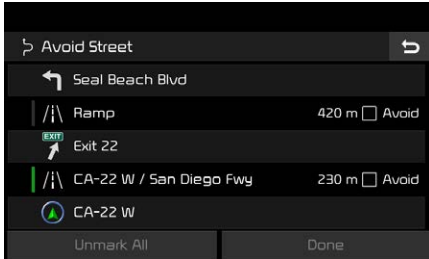 Avoid Street
Seal Beach Blvd
Ramp 420 m Avoid
EXIT
Exit 22
CA-22 W / San Diego Fwy 230 m Avoid
CA-22 W
Unmark All Done